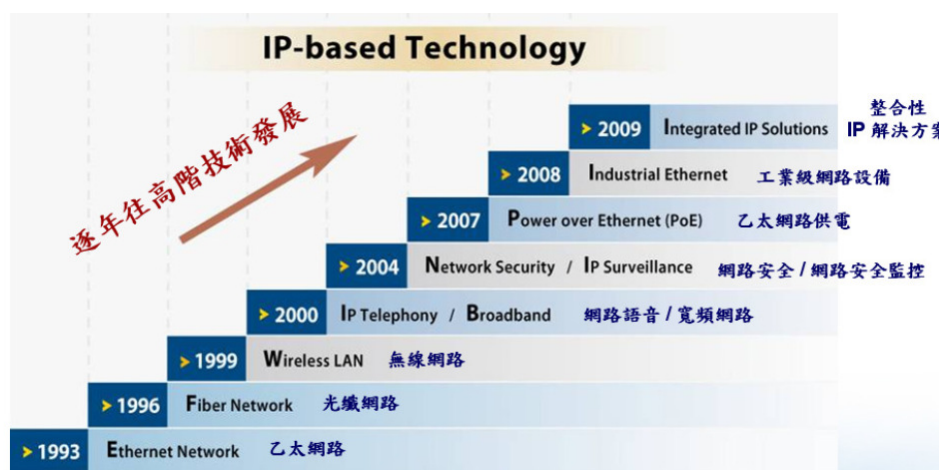 IP-based Technology
逐年往高階技術發展
> 2009 Integrated IP Solutions 整合性
IP 解決方案
> 2008 Industrial Ethernet 工業級網路設備
> 2007 Power over Ethernet (PoE) 乙太網路供電
> 2004 Network Security / IP Surveillance 網路安全 / 網路安全監控
> 2000 IP Telephony / Broadband 網路語音 / 寬頻網路
> 1999 Wireless LAN 無線網路
> 1996 Fiber Network 光纖網路
> 1993 Ethernet Network 乙太網路